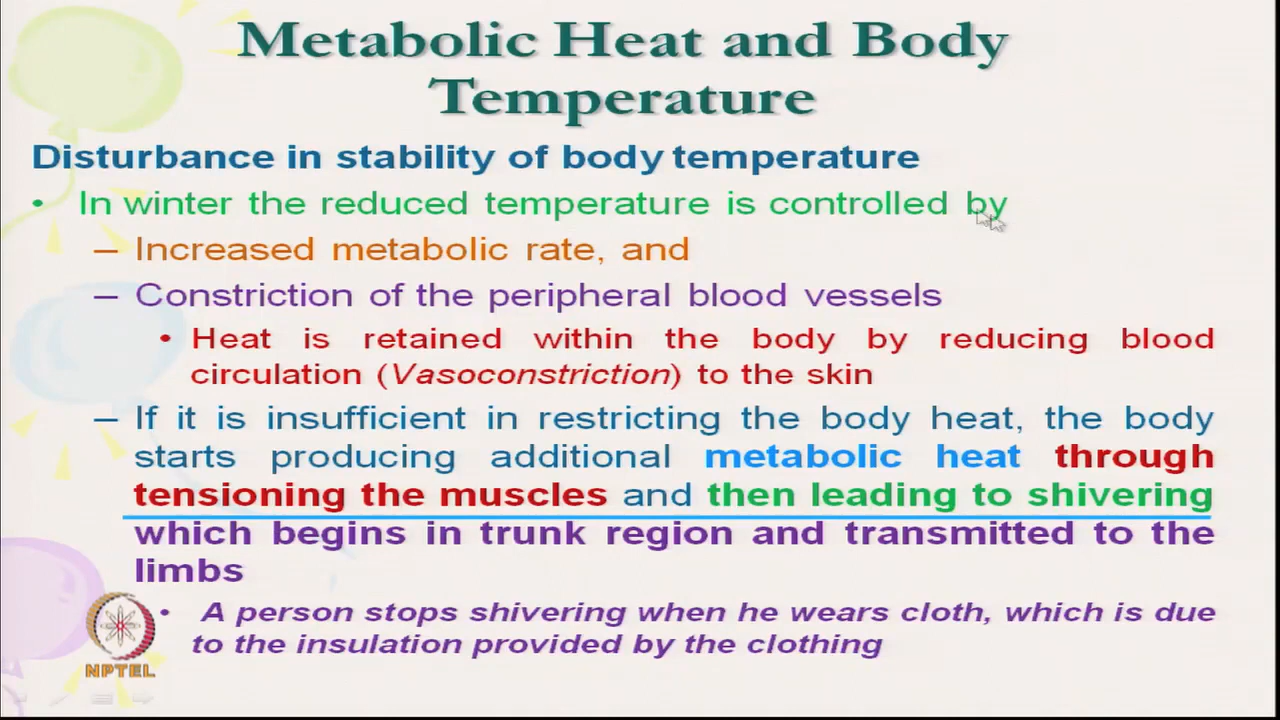 Metabolic Heat and Body
Temperature
Disturbance in stability of body temperature
• In winter the reduced temperature is controlled by
– Increased metabolic rate, and
– Constriction of the peripheral blood vessels
• Heat is retained within the body by reducing blood
circulation (Vasoconstriction) to the skin
– If it is insufficient in restricting the body heat, the body
starts producing additional metabolic heat through
tensioning the muscles and then leading to shivering
which begins in trunk region and transmitted to the
limbs
• A person stops shivering when he wears cloth, which is due
to the insulation provided by the clothing
NPTEL